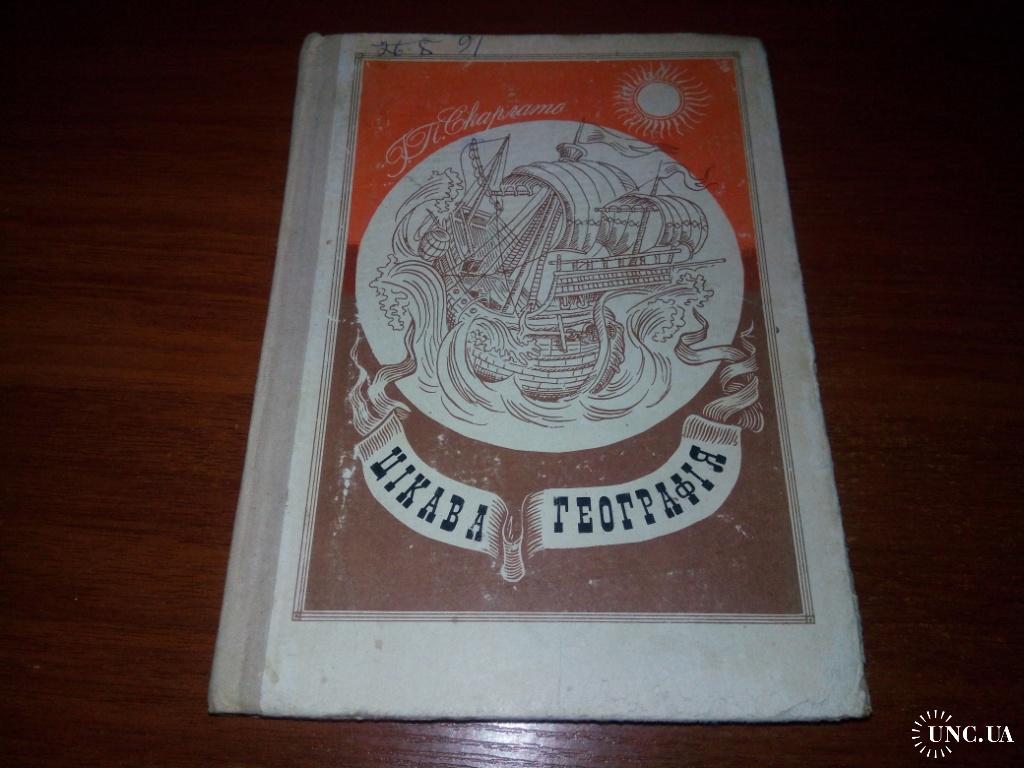 26 8 91
Г.П. Скарлато
ЦІКАВА ГЕОГРАФІЯ
UNC.UA